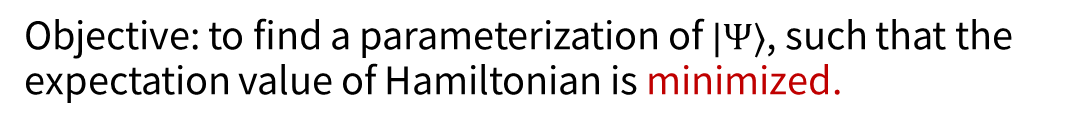 Objective: to find a parameterization of |Ψ⟩, such that the
expectation value of Hamiltonian is minimized.